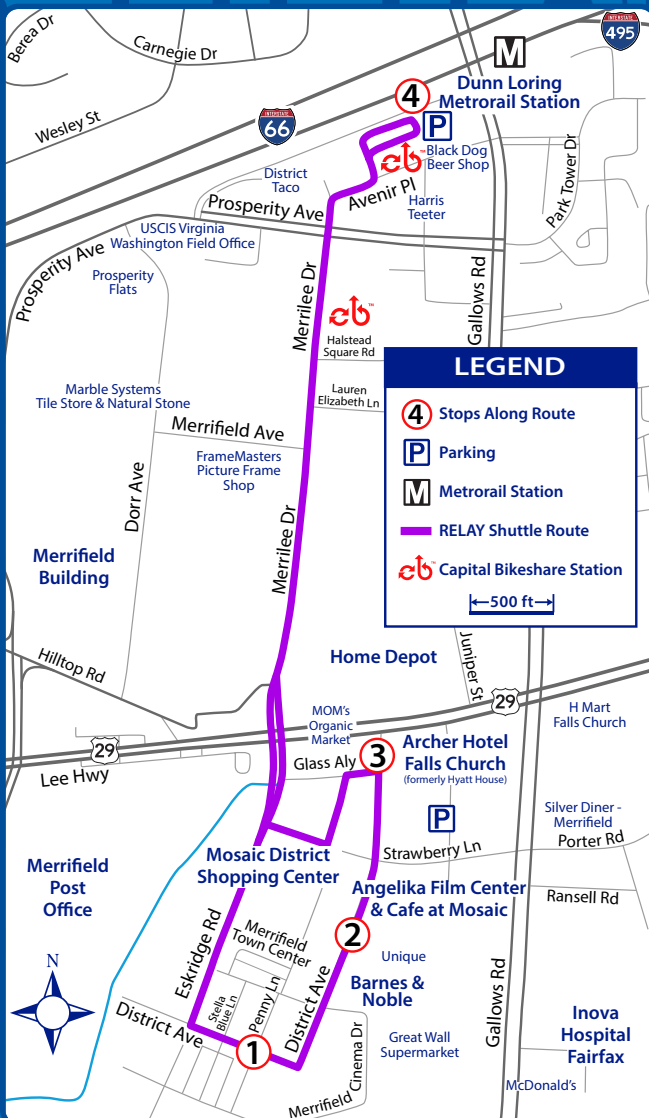 Berea Dr
Carnegie Dr
INTERSTATE
495
M
Dunn Loring
Metrorail Station
4
P
Wesley St
INTERSTATE
66
cb™
Black Dog
Beer Shop
District
Taco
Avenir Pl
Park Tower Dr
Prosperity Ave
Harris
Teeter
USCIS Virginia
Washington Field Office
Prosperity Ave
Prosperity
Flats
Merrilee Dr
Gallows Rd
cb™
Halstead
Square Rd
Lauren
Elizabeth Ln
LEGEND
4 Stops Along Route
P Parking
M Metrorail Station
RELAY Shuttle Route
cb™ Capital Bikeshare Station
500 ft
Marble Systems
Tile Store & Natural Stone
Merrifield Ave
FrameMasters
Picture Frame
Shop
Dorr Ave
Merrilee Dr
Merrifield
Building
Hilltop Rd
Home Depot
Juniper St
29
H Mart
Falls Church
MOM's
Organic
Market
29
Lee Hwy
Glass Aly
3
Archer Hotel
Falls Church
(formerly Hyatt House)
P
Silver Diner -
Merrifield
Porter Rd
Strawberry Ln
Mosaic District
Shopping Center
Merrifield
Post
Office
Angelika Film Center
& Cafe at Mosaic
Ransell Rd
Eskridge Rd
Merrifield
Town Center
2
Unique
Barnes &
Noble
N
Stella
Blue Ln
Penny Ln
District Ave
District Ave
1
Gallows Rd
Great Wall
Supermarket
Inova
Hospital
Fairfax
Merrifield
Cinema Dr
McDonald's